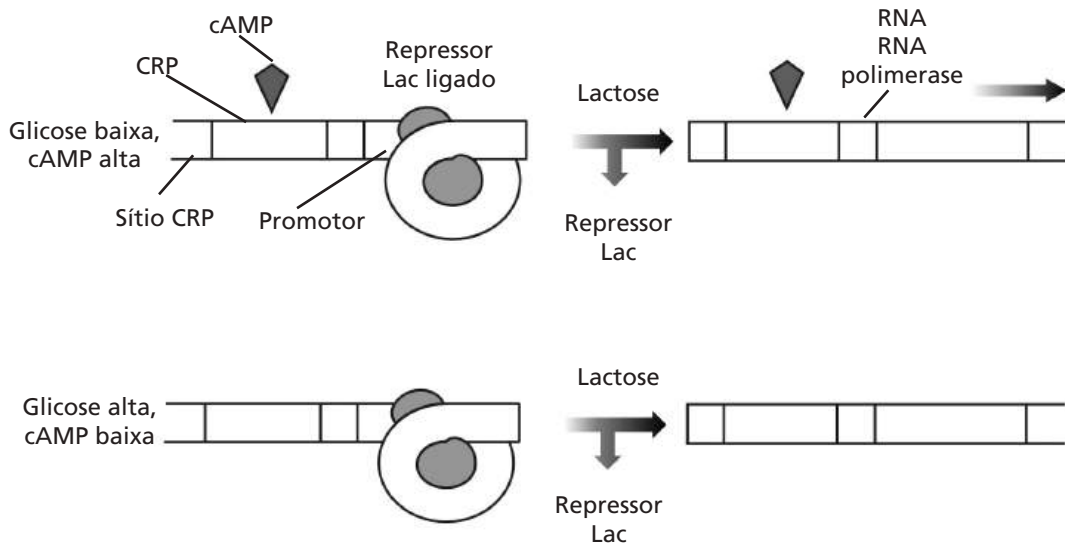 cAMP
CRP
Repressor
Lac ligado
Glicose baixa,
cAMP alta
Sítio CRP
Promotor
Lactose
Repressor
Lac
RNA
RNA
polimerase
Glicose alta,
cAMP baixa
Lactose
Repressor
Lac